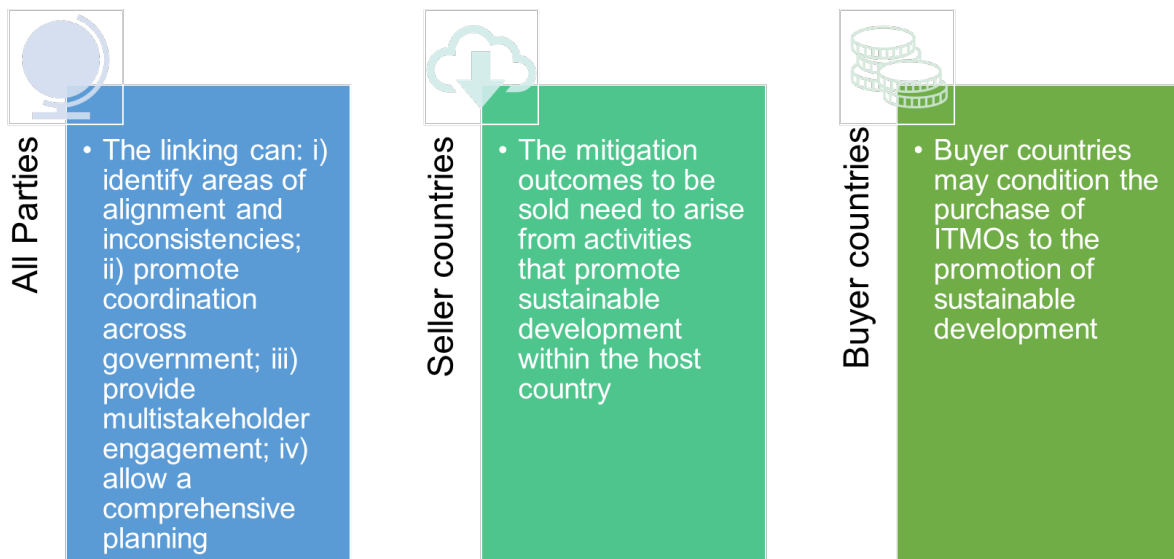 All Parties
• The linking can: i)
identify areas of
alignment and
inconsistencies;
ii) promote
coordination
across
government; iii)
provide
multistakeholder
engagement; iv)
allow a
comprehensive
planning
Seller countries
• The mitigation
outcomes to be
sold need to arise
from activities
that promote
sustainable
development
within the host
country
Buyer countries
• Buyer countries
may condition the
purchase of
ITMOs to the
promotion of
sustainable
development